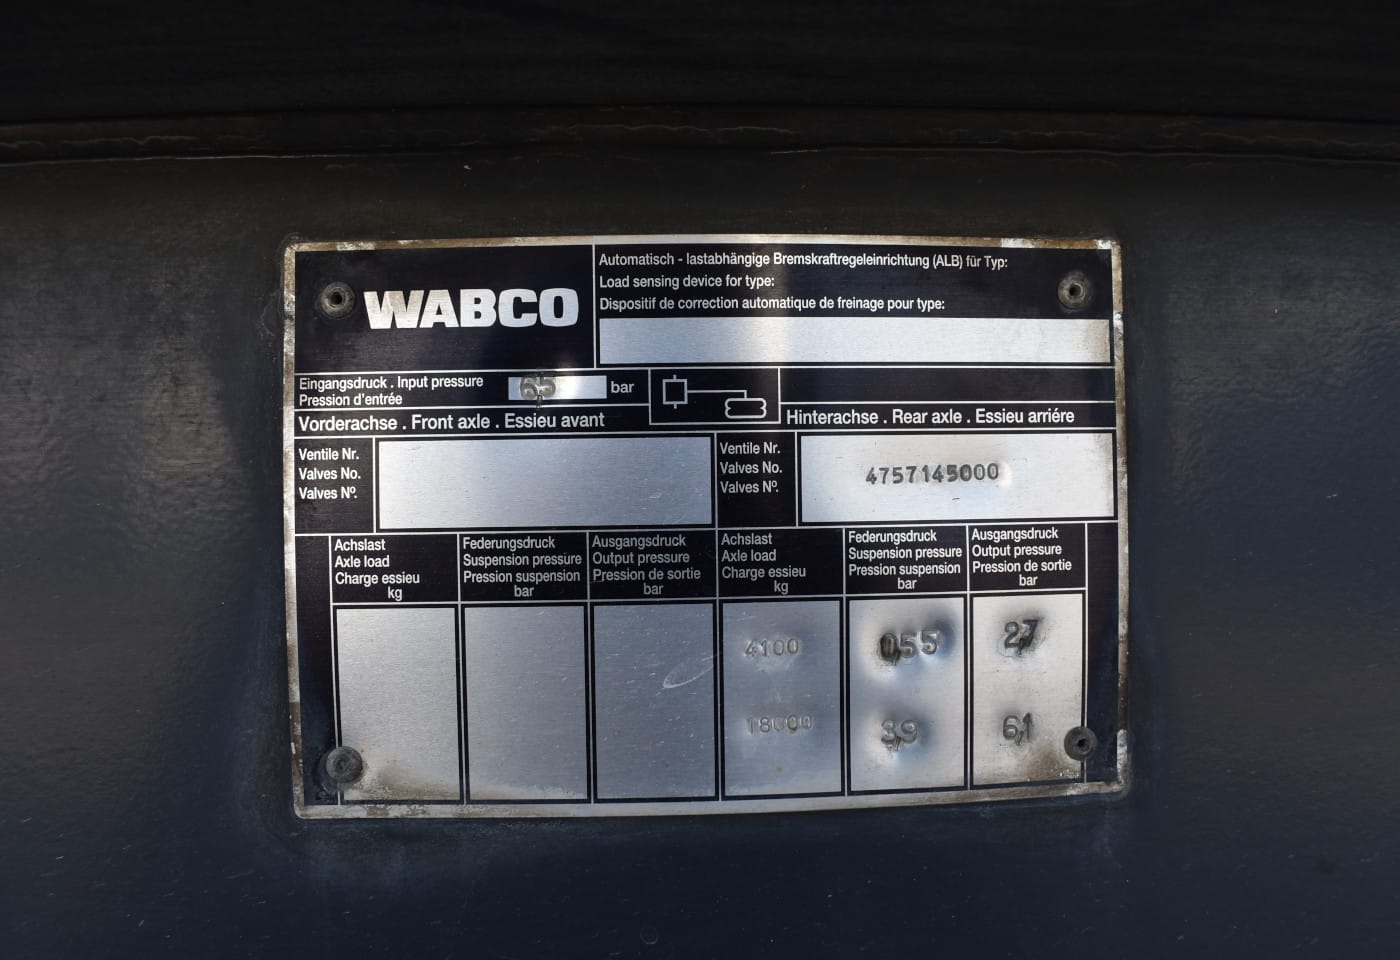 WABCO
Automatisch - lastabhängige Bremskraftregeleinrichtung (ALB) für Typ:
Load sensing device for type:
Dispositif de correction automatique de freinage pour type:
Eingangsdruck . Input pressure
Pression d'entrée
6,5 bar
Vorderachse . Front axle . Essieu avant
Hinterachse . Rear axle . Essieu arriére
Ventile Nr.
Valves No.
Valves Nº.
Ventile Nr.
Valves No.
Valves Nº.
4757145000
Achslast
Axle load
Charge essieu
kg
Federungsdruck
Suspension pressure
Pression suspension
bar
Ausgangsdruck
Output pressure
Pression de sortie
bar
Achslast
Axle load
Charge essieu
kg
Federungsdruck
Suspension pressure
Pression suspension
bar
Ausgangsdruck
Output pressure
Pression de sortie
bar
4100 0,55 2,7
18000 3,9 6,1